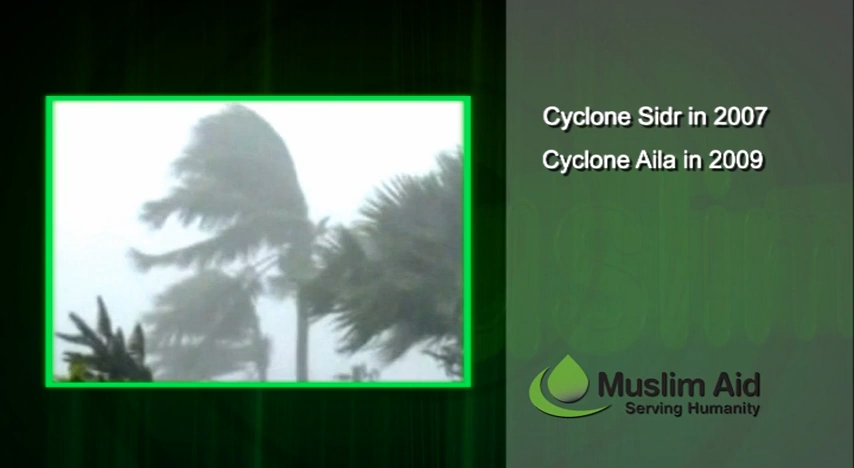 Cyclone Sidr in 2007
Cyclone Aila in 2009
Muslim Aid
Serving Humanity